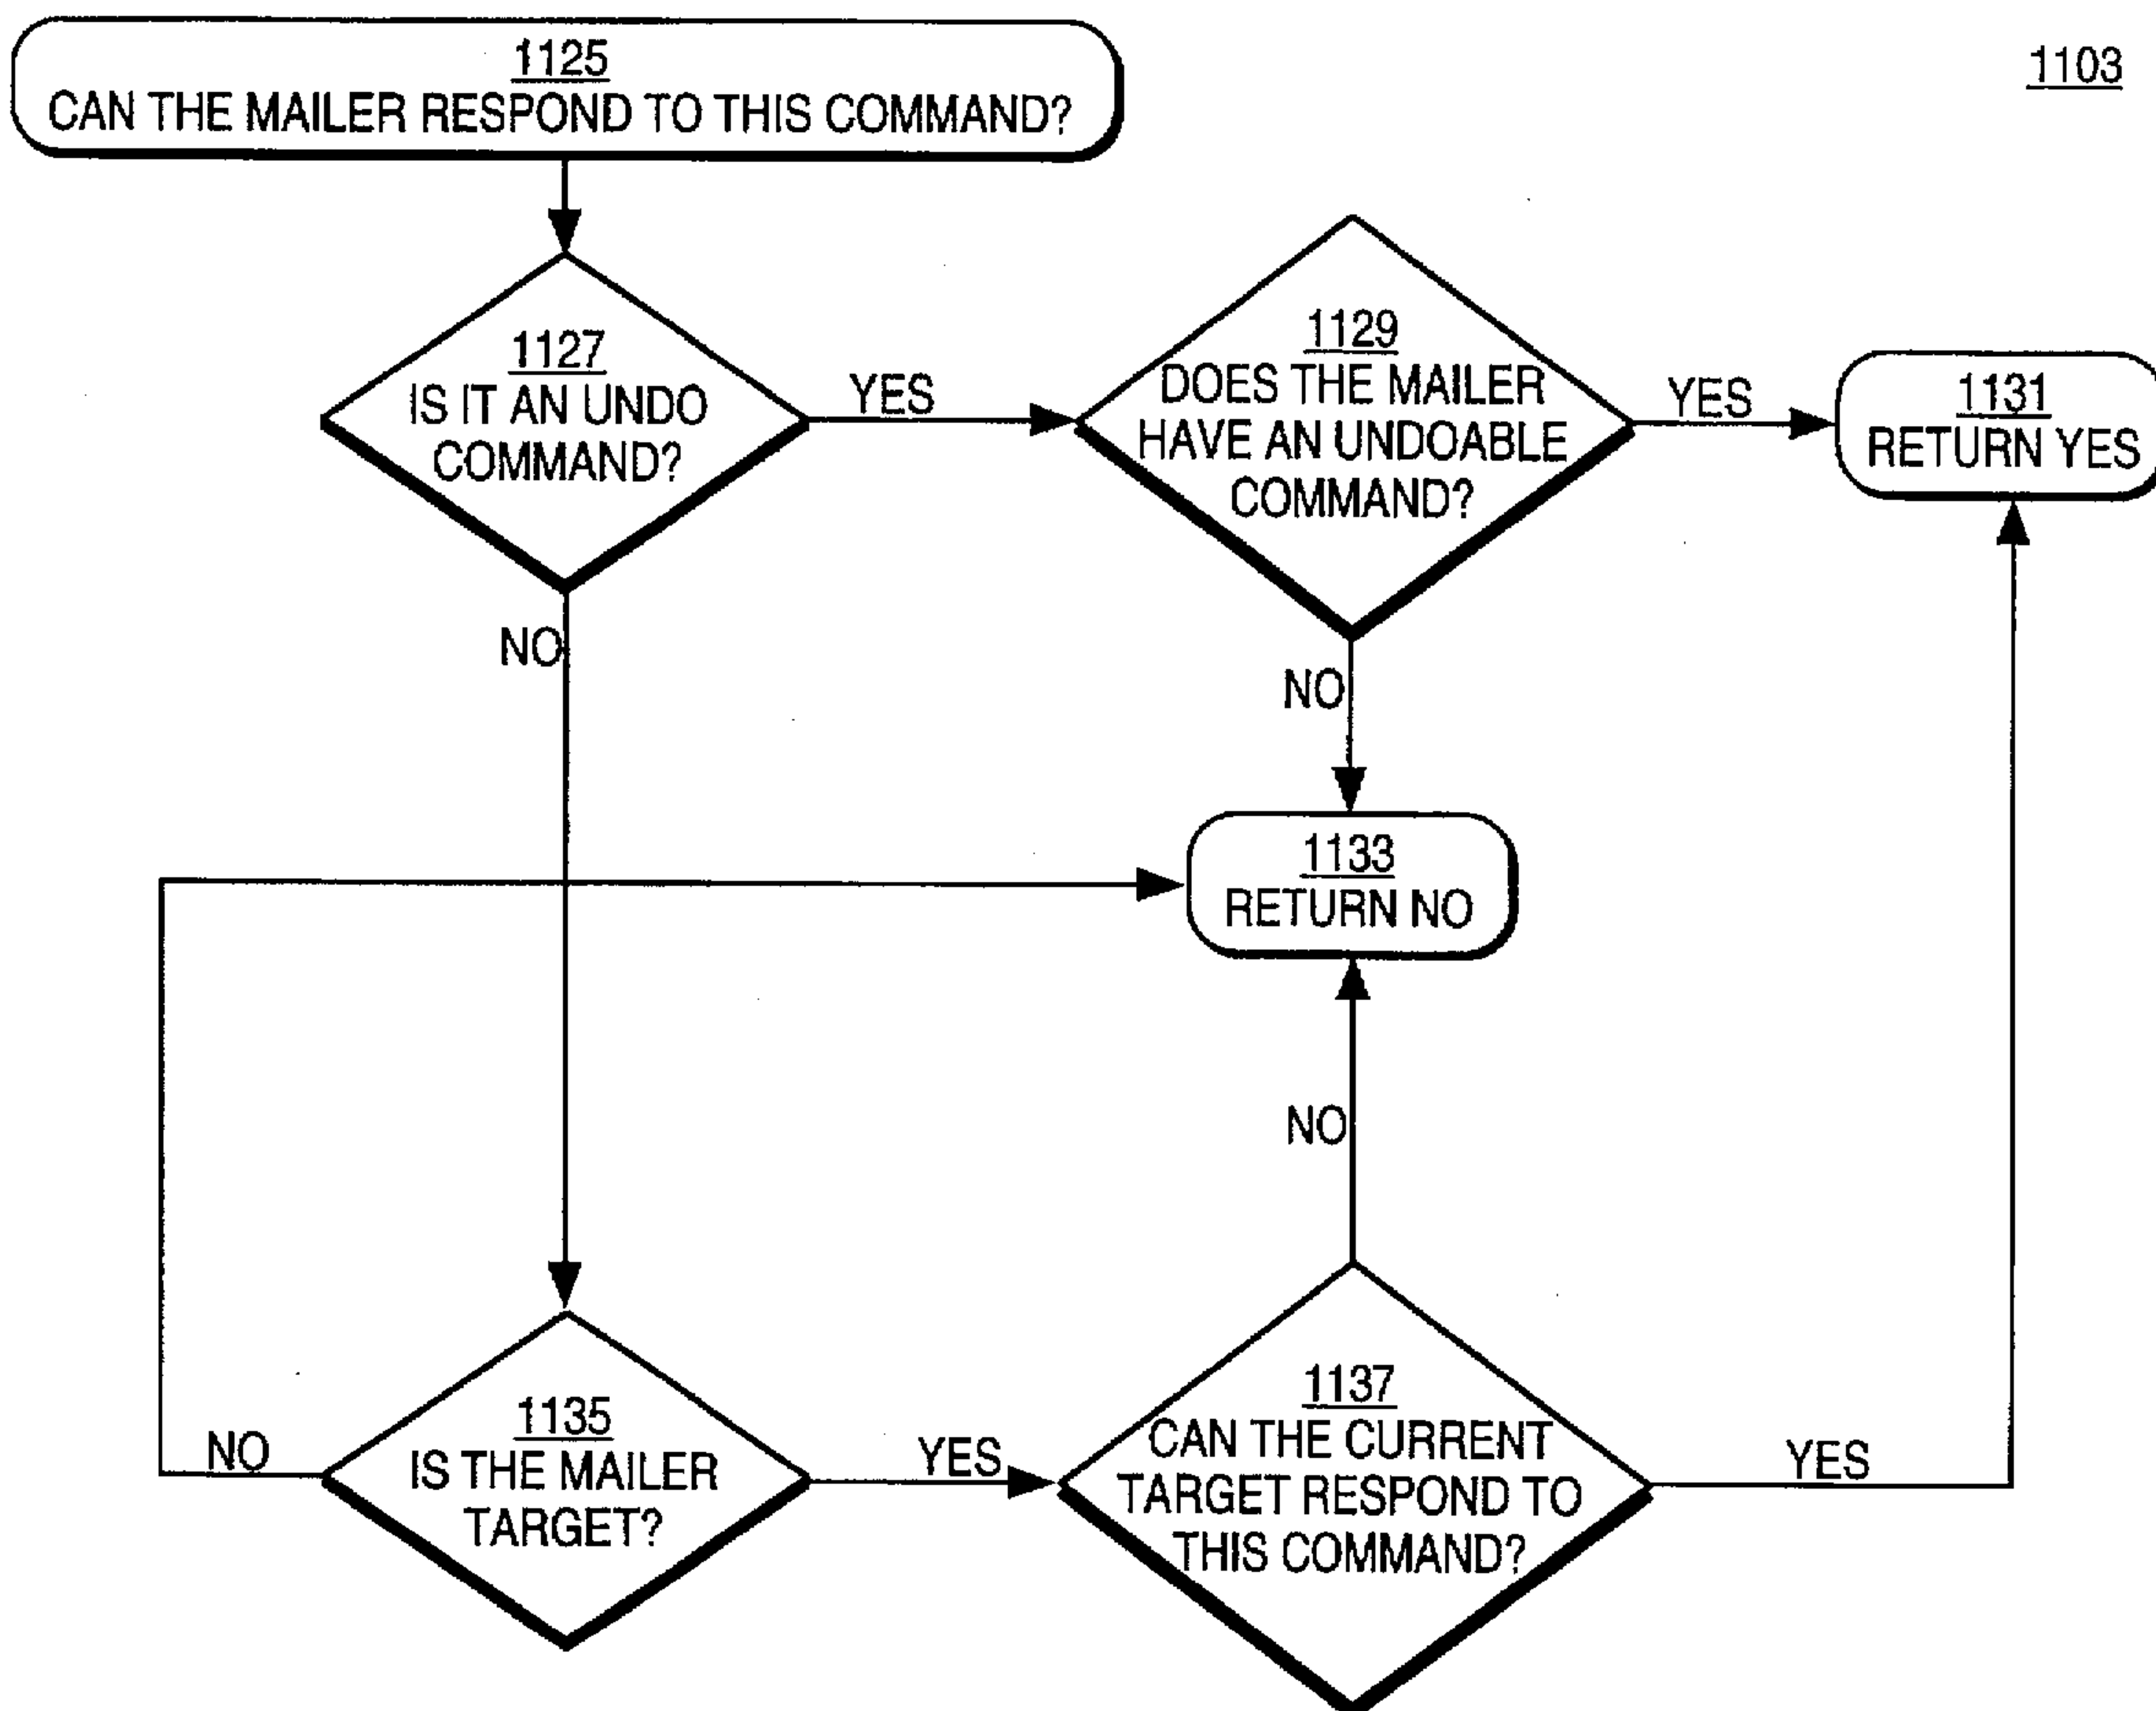 1103
1125
CAN THE MAILER RESPOND TO THIS COMMAND?
1127
IS IT AN UNDO
COMMAND?
YES
1129
DOES THE MAILER
HAVE AN UNDOABLE
COMMAND?
YES
1131
RETURN YES
NO
NO
1133
RETURN NO
NO
1135
IS THE MAILER
TARGET?
NO
YES
1137
CAN THE CURRENT
TARGET RESPOND TO
THIS COMMAND?
YES